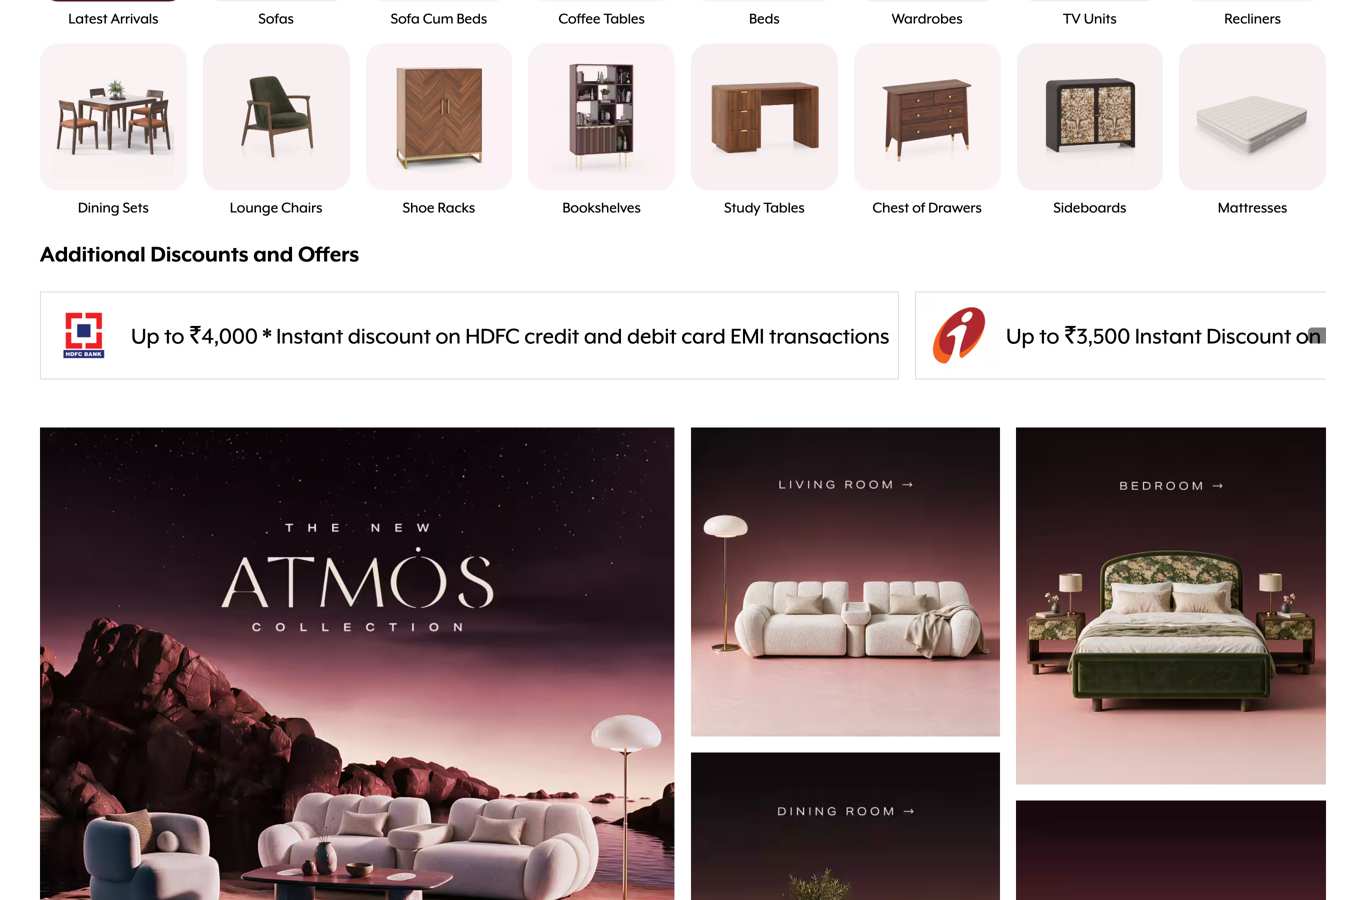 Latest Arrivals
Sofas
Sofa Cum Beds
Coffee Tables
Beds
Wardrobes
TV Units
Recliners
Dining Sets
Lounge Chairs
Shoe Racks
Bookshelves
Study Tables
Chest of Drawers
Sideboards
Mattresses
Additional Discounts and Offers
HDFC BANK
Up to ₹4,000 * Instant discount on HDFC credit and debit card EMI transactions
i
Up to ₹3,500 Instant Discount on
THE NEW
ATMOS
COLLECTION
LIVING ROOM →
BEDROOM →
DINING ROOM →